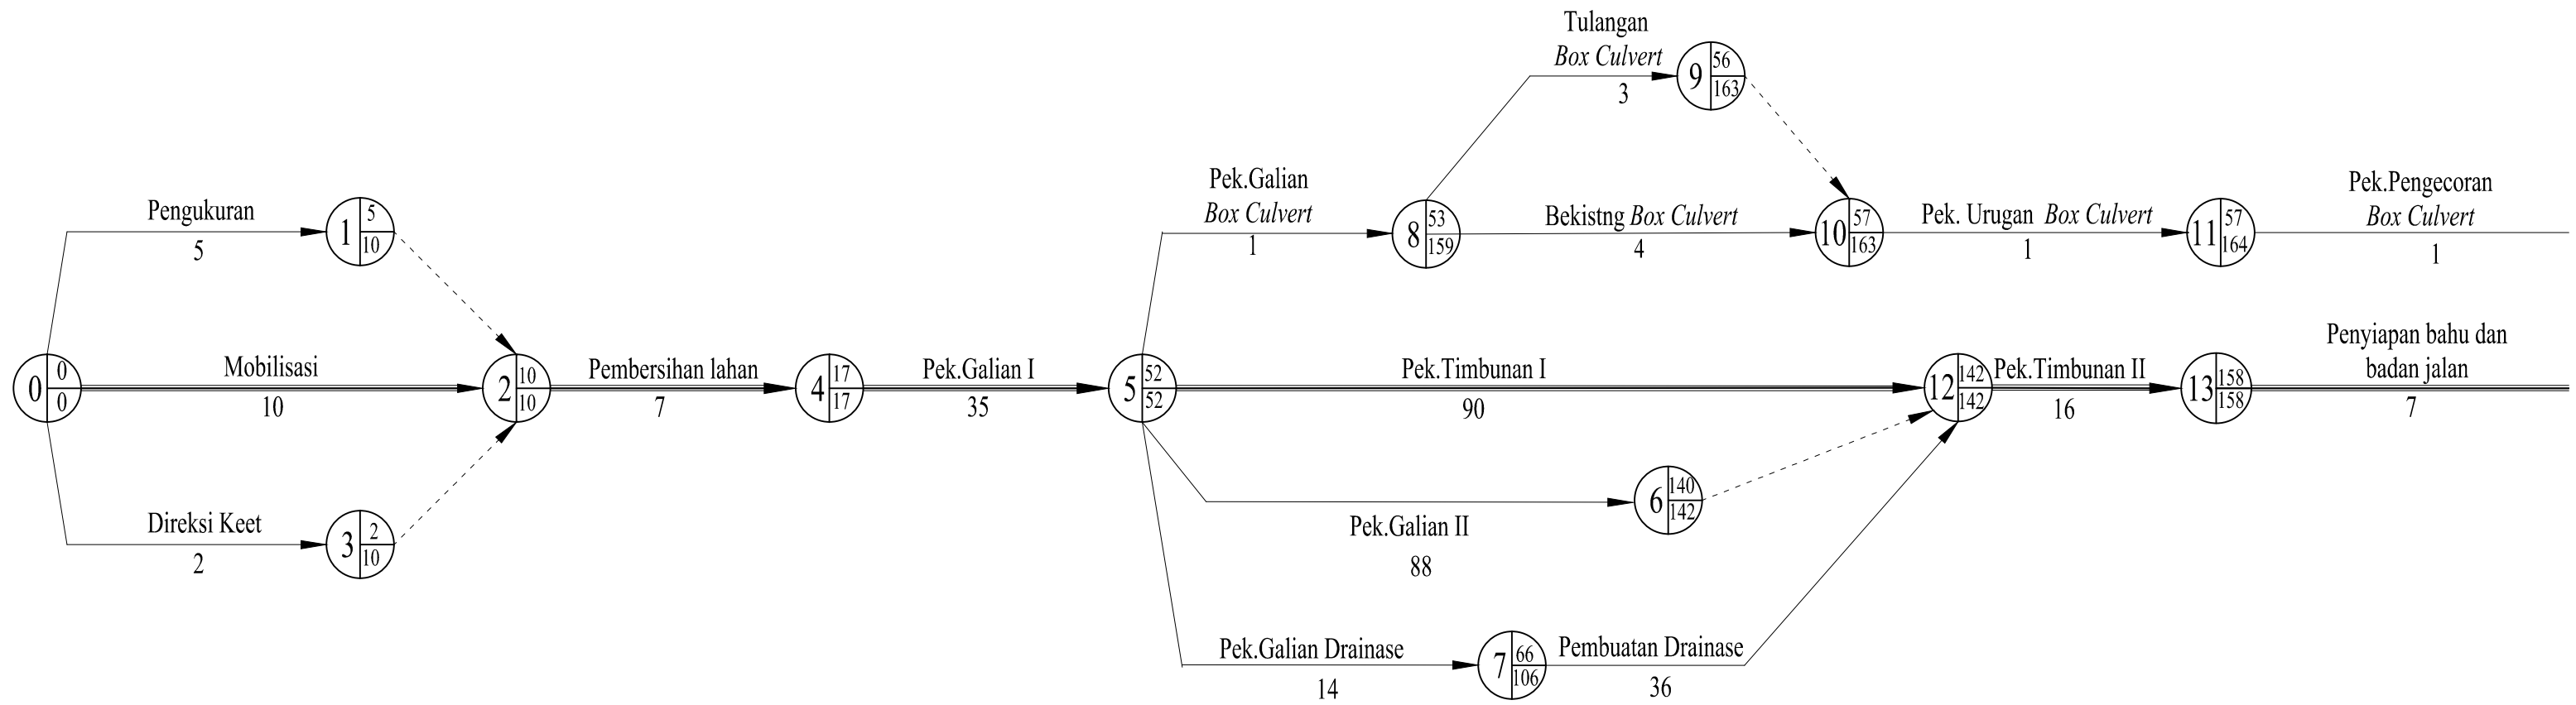 Tulangan
Box Culvert
3
9
56
163
Pek.Galian
Box Culvert
1
8
53
159
Bekistng Box Culvert
4
10
57
163
Pek. Urugan Box Culvert
1
11
57
164
Pek.Pengecoran
Box Culvert
1
Pengukuran
5
1
5
10
0
0
0
Mobilisasi
10
2
10
10
Pembersihan lahan
7
4
17
17
Pek.Galian I
35
5
52
52
Pek.Timbunan I
90
12
142
142
Pek.Timbunan II
16
13
158
158
Penyiapan bahu dan
badan jalan
7
Direksi Keet
2
3
2
10
Pek.Galian II
88
6
140
142
Pek.Galian Drainase
14
7
66
106
Pembuatan Drainase
36